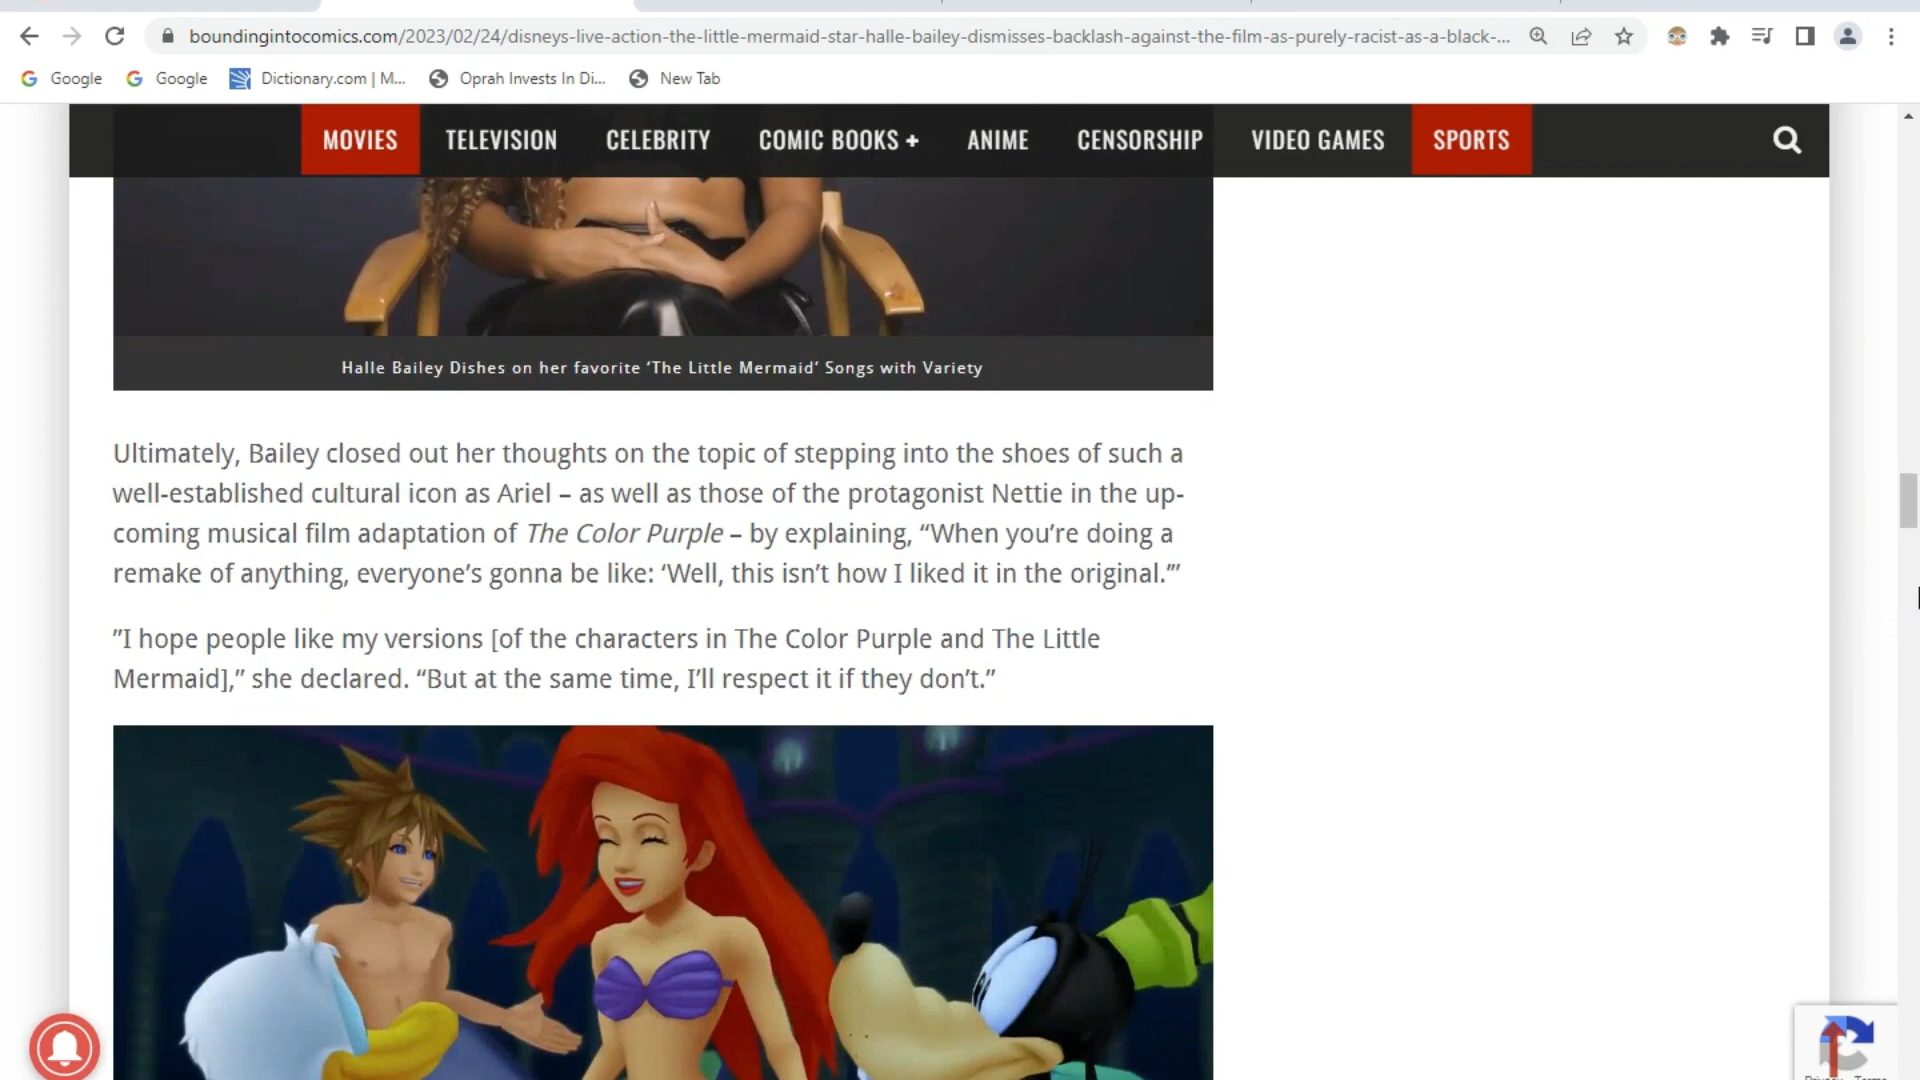 boundingintocomics.com/2023/02/24/disneys-live-action-the-little-mermaid-star-halle-bailey-dismisses-backlash-against-the-film-as-purely-racist-as-a-black-...
Google Google Dictionary.com | M... Oprah Invests In Di... New Tab
MOVIES TELEVISION CELEBRITY COMIC BOOKS + ANIME CENSORSHIP VIDEO GAMES SPORTS
Halle Bailey Dishes on her favorite ‘The Little Mermaid’ Songs with Variety
Ultimately, Bailey closed out her thoughts on the topic of stepping into the shoes of such a
well-established cultural icon as Ariel – as well as those of the protagonist Nettie in the up-
coming musical film adaptation of The Color Purple – by explaining, “When you’re doing a
remake of anything, everyone’s gonna be like: ‘Well, this isn’t how I liked it in the original.’”
”I hope people like my versions [of the characters in The Color Purple and The Little
Mermaid],” she declared. “But at the same time, I’ll respect it if they don’t.”